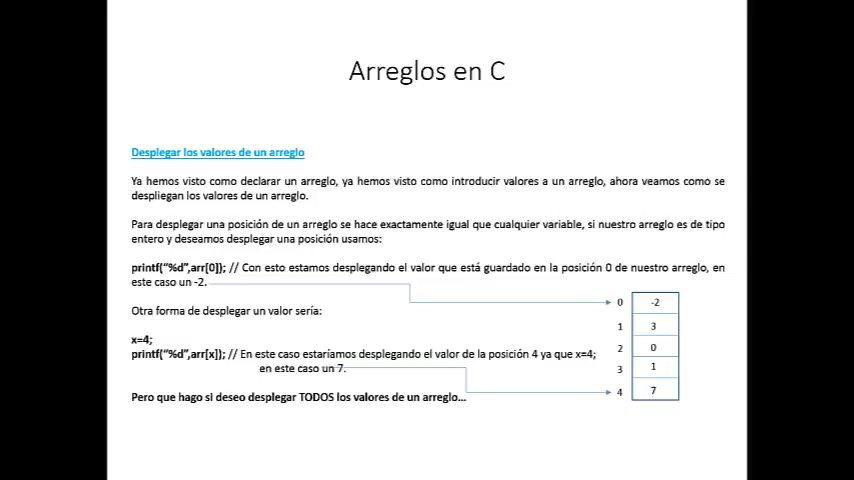 Arreglos en C
Desplegar los valores de un arreglo
Ya hemos visto como declarar un arreglo, ya hemos visto como introducir valores a un arreglo, ahora veamos como se
despliegan los valores de un arreglo.
Para desplegar una posición de un arreglo se hace exactamente igual que cualquier variable, si nuestro arreglo es de tipo
entero y deseamos desplegar una posición usamos:
printf(“%d”,arr[0]); // Con esto estamos desplegando el valor que está guardado en la posición 0 de nuestro arreglo, en
este caso un -2.
0 -2
Otra forma de desplegar un valor sería:
1 3
x=4;
2 0
printf(“%d”,arr[x]); // En este caso estaríamos desplegando el valor de la posición 4 ya que x=4;
en este caso un 7.
3 1
4 7
Pero que hago si deseo desplegar TODOS los valores de un arreglo...